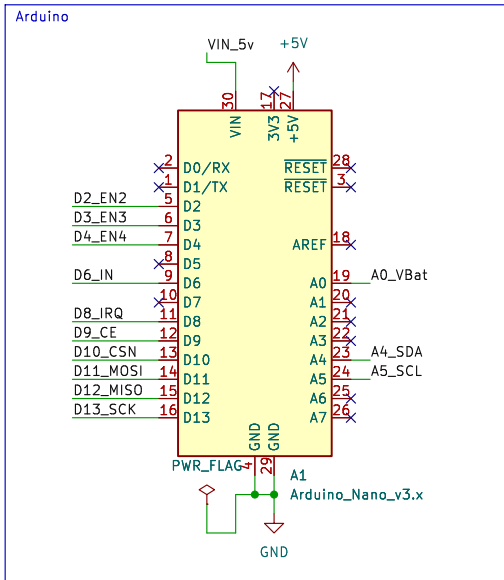 Arduino
VIN_5v +5V
30 17 27
VIN 3V3 +5V
2 D0/RX RESET 28
1 D1/TX RESET 3
D2_EN2 5 D2
D3_EN3 6 D3
D4_EN4 7 D4 AREF 18
8 D5
D6_IN 9 D6 A0 19 A0_VBat
10 D7 A1 20
D8_IRQ 11 D8 A2 21
D9_CE 12 D9 A3 22
D10_CSN 13 D10 A4 23 A4_SDA
D11_MOSI 14 D11 A5 24 A5_SCL
D12_MISO 15 D12 A6 25
D13_SCK 16 D13 A7 26
GND GND
PWR_FLAG 4 29 A1
Arduino_Nano_v3.x
GND